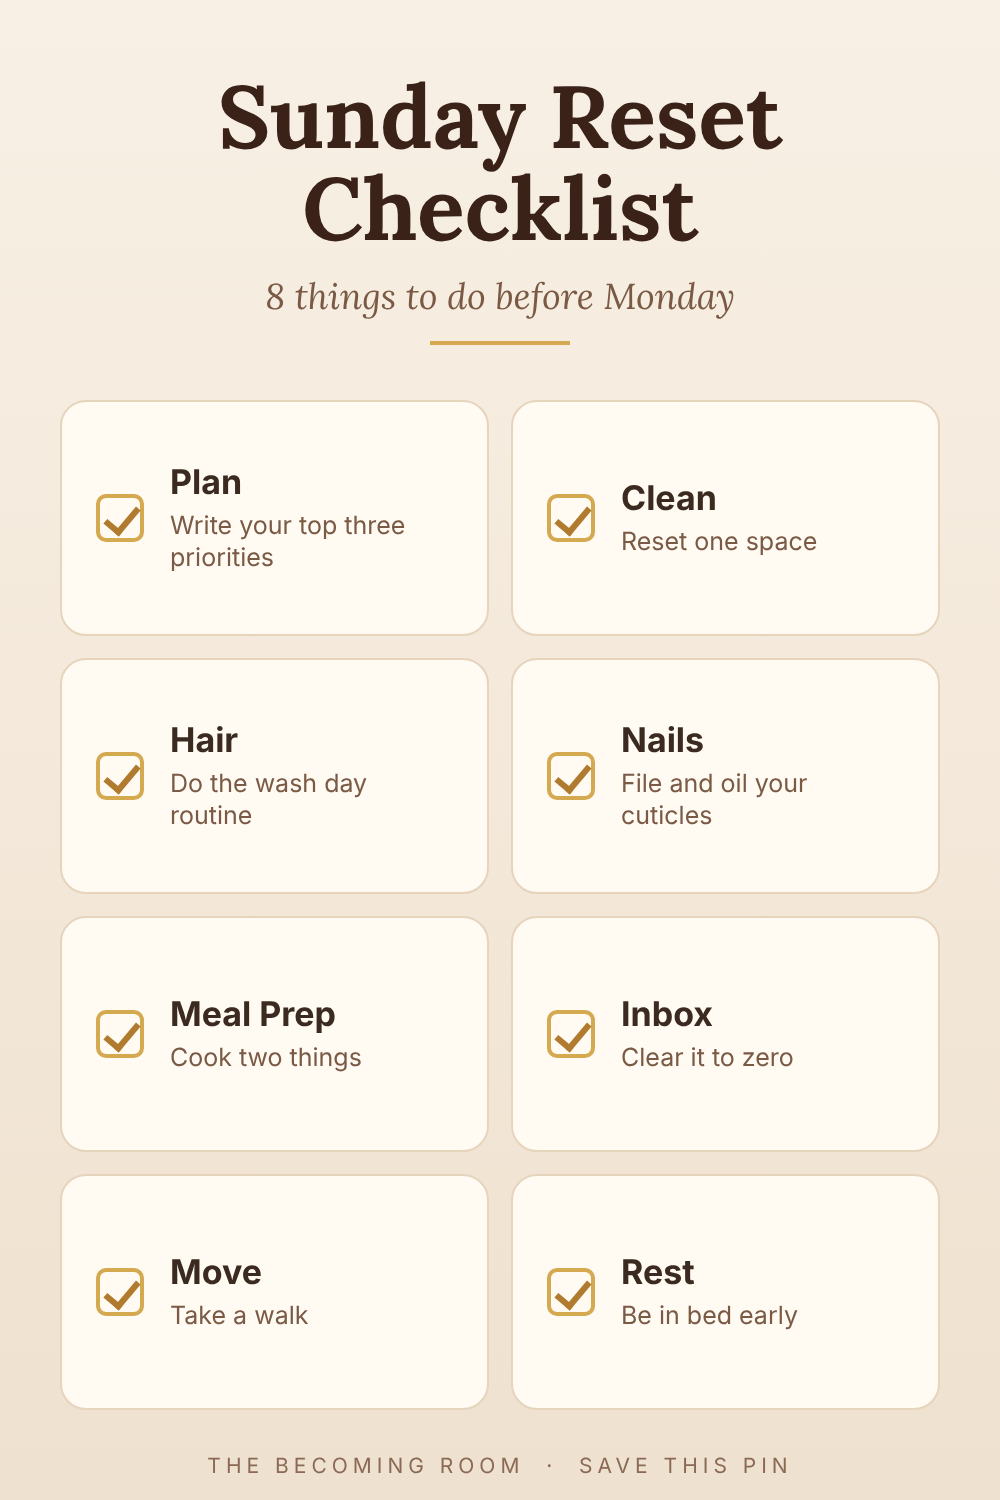 Sunday Reset
Checklist
8 things to do before Monday
Plan
Write your top three
priorities
Clean
Reset one space
Hair
Do the wash day
routine
Nails
File and oil your
cuticles
Meal Prep
Cook two things
Inbox
Clear it to zero
Move
Take a walk
Rest
Be in bed early
THE BECOMING ROOM · SAVE THIS PIN